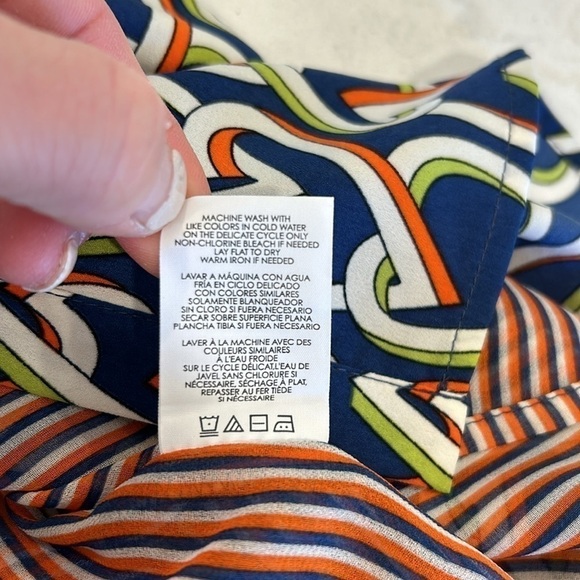 MACHINE WASH WITH
LIKE COLORS IN COLD WATER
ON THE DELICATE CYCLE ONLY
NON-CHLORINE BLEACH IF NEEDED
LAY FLAT TO DRY
WARM IRON IF NEEDED
LAVAR A MÁQUINA CON AGUA
FRÍA EN CICLO DELICADO
CON COLORES SIMILARES
SOLAMENTE BLANQUEADOR
SIN CLORO SI FUERA NECESARIO
SECAR SOBRE SUPERFICIE PLANA
PLANCHA TIBIA SI FUERA NECESARIO
LAVER À LA MACHINE AVEC DES
COULEURS SIMILAIRES
À L'EAU FROIDE
SUR LE CYCLE DÉLICAT.L'EAU DE
JAVEL SANS CHLORURE SI
NÉCESSAIRE, SÉCHAGE À PLAT,
REPASSER AU FER TIÈDE
SI NÉCESSAIRE